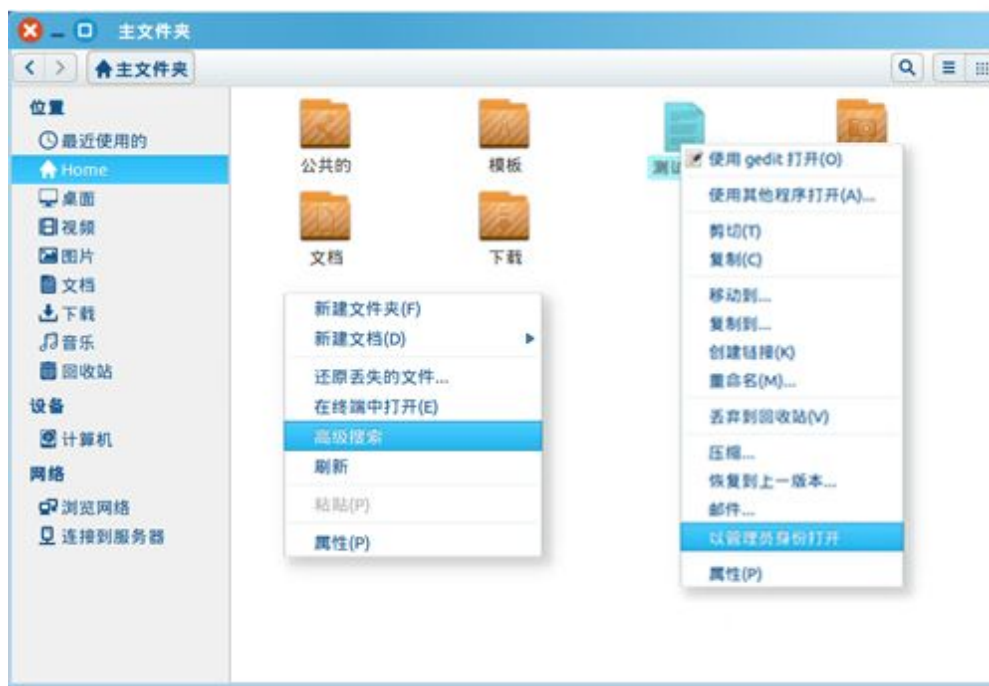 主文件夹
主文件夹
位置
最近使用的
Home
桌面
视频
图片
文档
下载
音乐
回收站
设备
计算机
网络
浏览网络
连接到服务器
公共的
模板
测
文档
下载
新建文件夹(F)
新建文档(D)
还原丢失的文件...
在终端中打开(E)
高级搜索
刷新
粘贴(P)
属性(P)
使用 gedit 打开(O)
使用其他程序打开(A)...
剪切(T)
复制(C)
移动到...
复制到...
创建链接(K)
重命名(M)...
丢弃到回收站(V)
压缩...
恢复到上一版本...
邮件...
以管理员身份打开
属性(P)